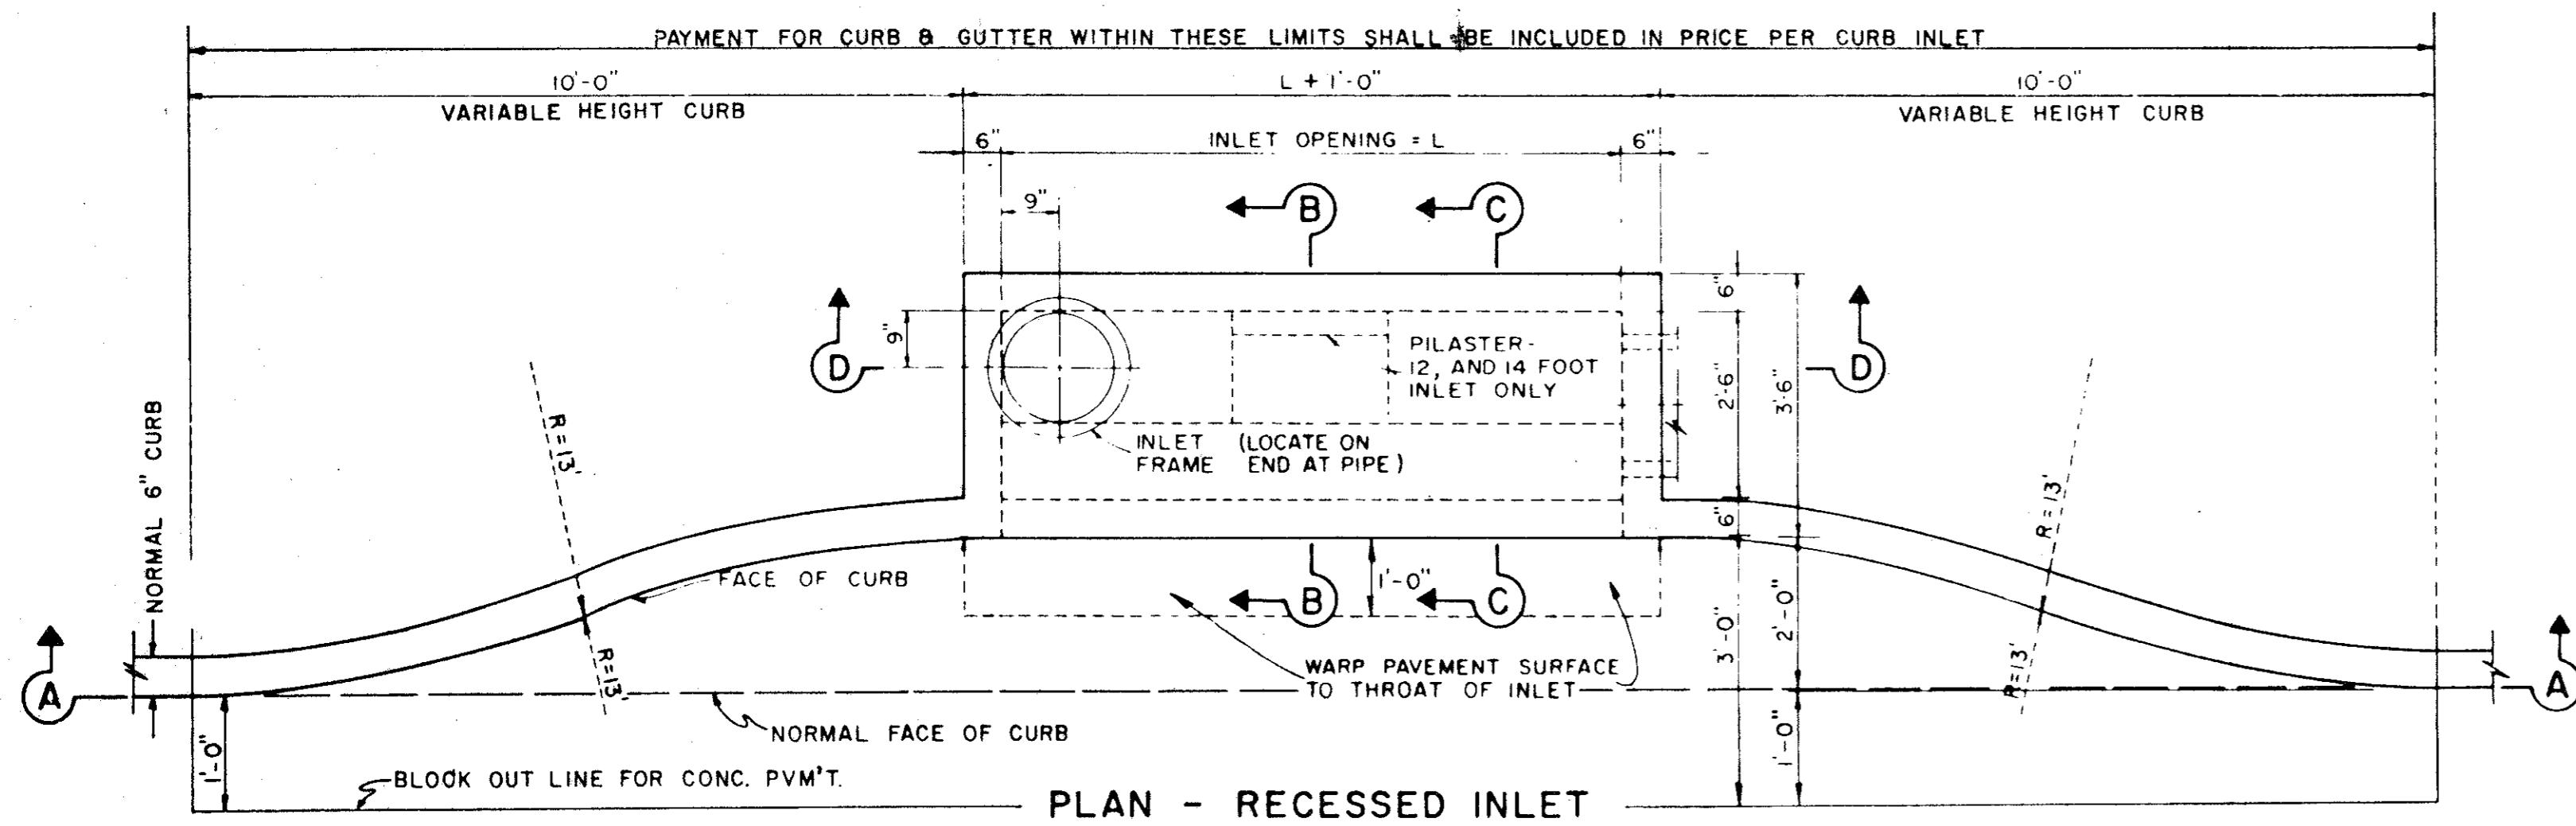 PAYMENT FOR CURB & GUTTER WITHIN THESE LIMITS SHALL BE INCLUDED IN PRICE PER CURB INLET
10'-0"
L + 1'-0"
10'-0"
VARIABLE HEIGHT CURB
VARIABLE HEIGHT CURB
6"
INLET OPENING = L
6"
9"
B
C
D
9"
PILASTER-
12, AND 14 FOOT
INLET ONLY
6"
2'-6"
3'-6"
D
NORMAL 6" CURB
R=13'
INLET (LOCATE ON
FRAME END AT PIPE)
R=13'
6"
FACE OF CURB
1'-0"
B
C
R=13'
WARP PAVEMENT SURFACE
TO THROAT OF INLET
3'-0"
2'-0"
R=13'
A
A
NORMAL FACE OF CURB
1'-0"
1'-0"
BLOOK OUT LINE FOR CONC. PVM'T.
PLAN - RECESSED INLET